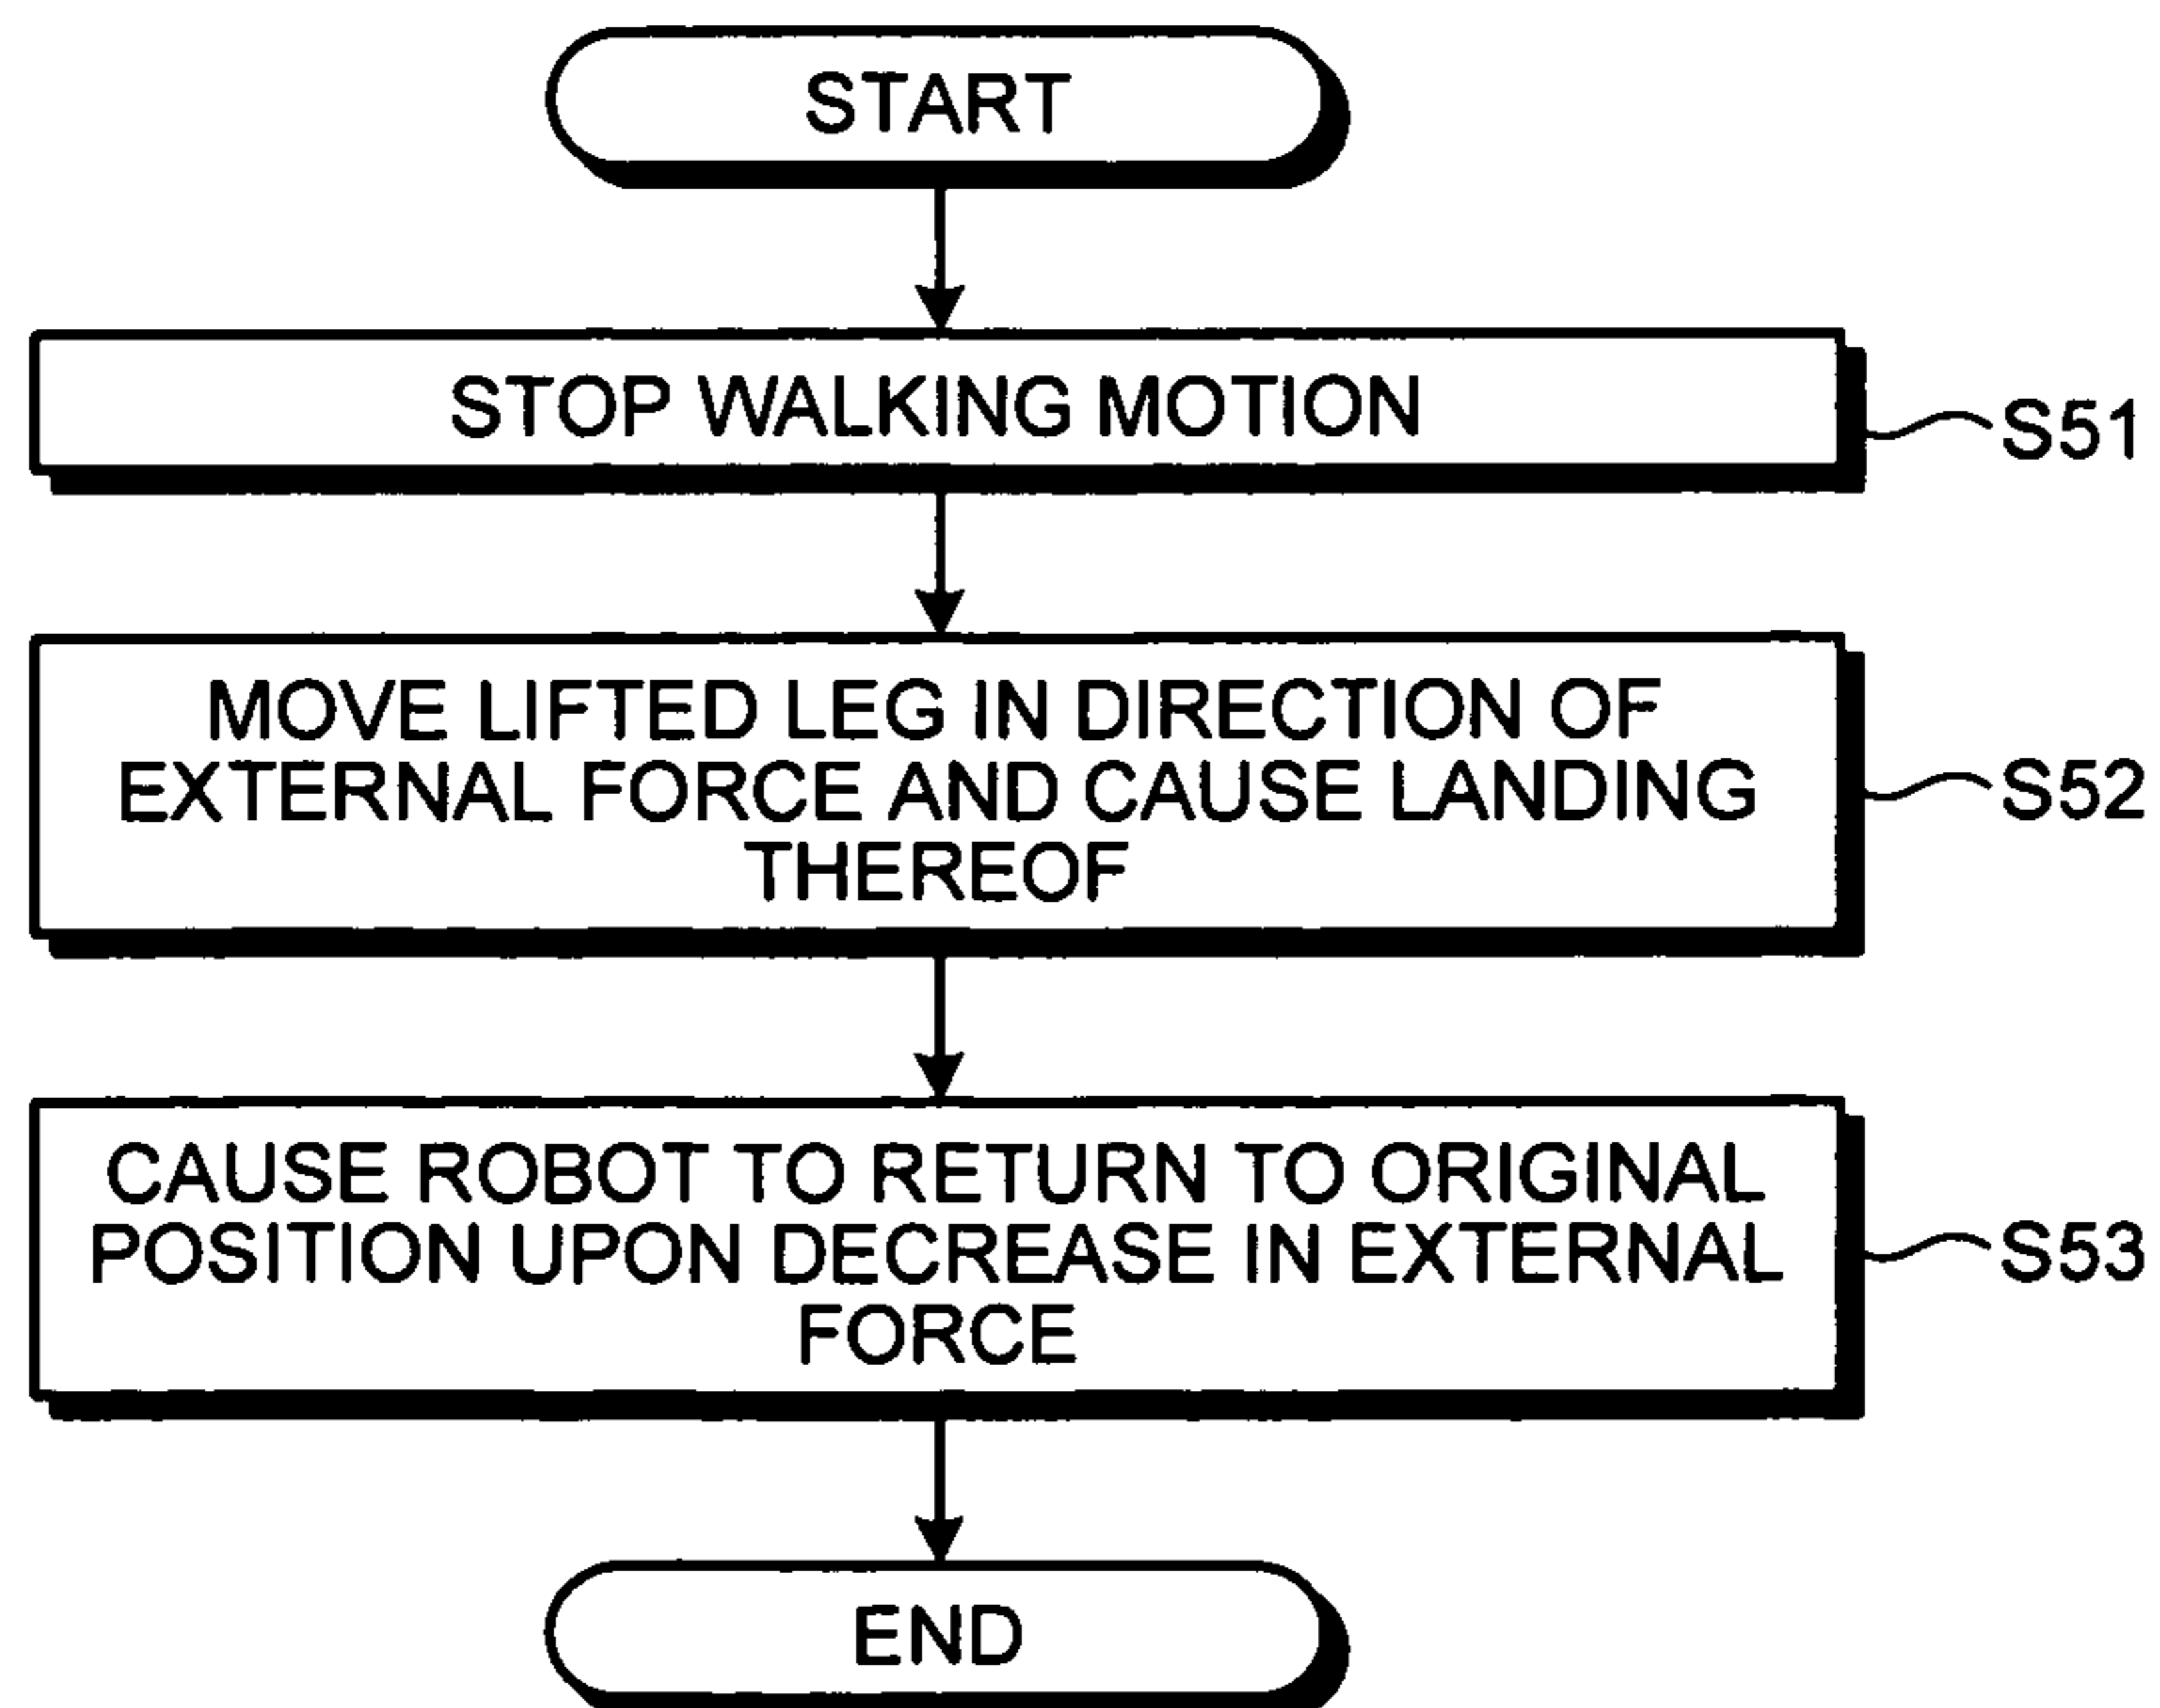 START
STOP WALKING MOTION
S51
MOVE LIFTED LEG IN DIRECTION OF
EXTERNAL FORCE AND CAUSE LANDING
THEREOF
S52
CAUSE ROBOT TO RETURN TO ORIGINAL
POSITION UPON DECREASE IN EXTERNAL
FORCE
S53
END